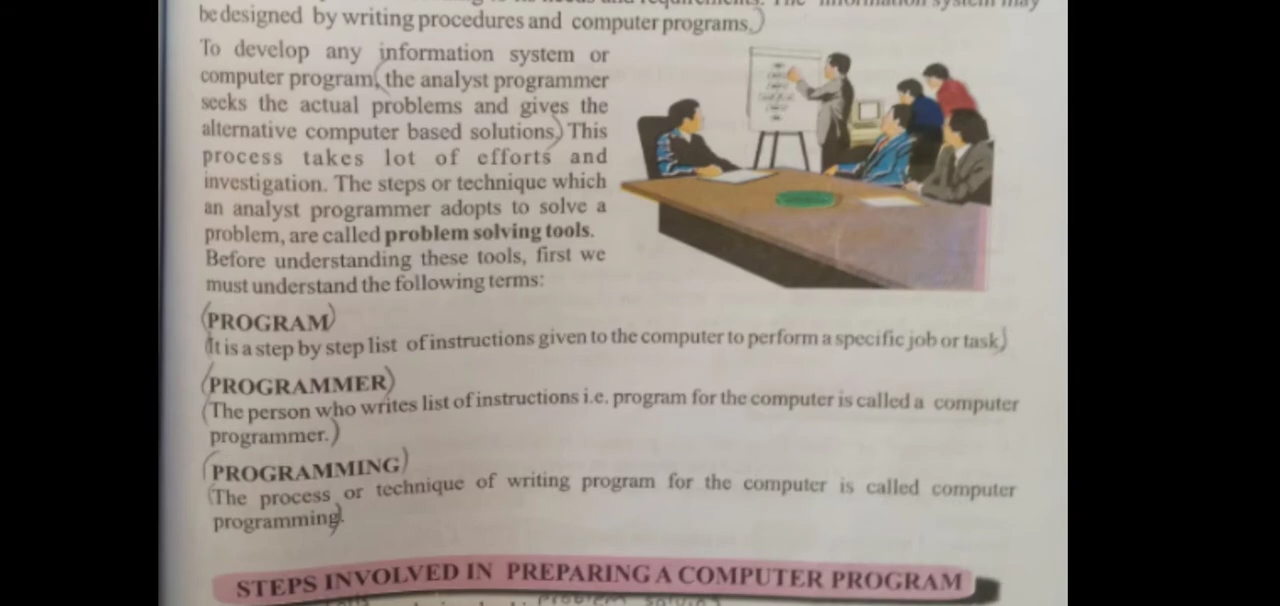 be designed by writing procedures and computer programs.)
To develop any information system or
computer program, (the analyst programmer
seeks the actual problems and gives the
alternative computer based solutions.) This
process takes lot of efforts and
investigation. The steps or technique which
an analyst programmer adopts to solve a
problem, are called problem solving tools.
Before understanding these tools, first we
must understand the following terms:
(PROGRAM)
(It is a step by step list of instructions given to the computer to perform a specific job or task.)
(PROGRAMMER)
(The person who writes list of instructions i.e. program for the computer is called a computer
programmer.)
(PROGRAMMING)
(The process or technique of writing program for the computer is called computer
programming).
STEPS INVOLVED IN PREPARING A COMPUTER PROGRAM
problem solving